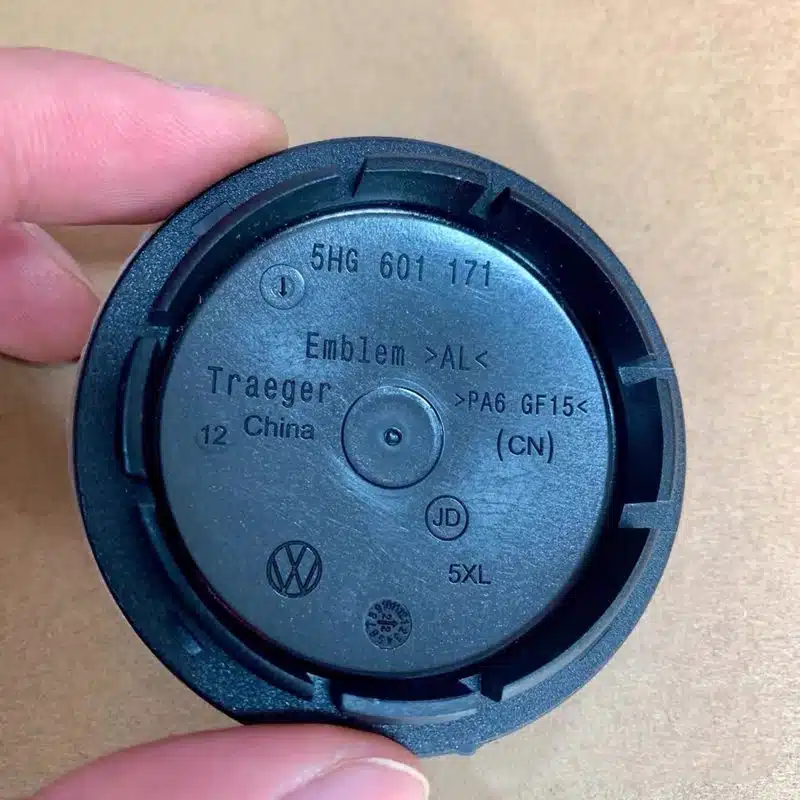 5HG 601 171
Emblem >AL<
Traeger
>PA6 GF15<
12 China
(CN)
JD
5XL